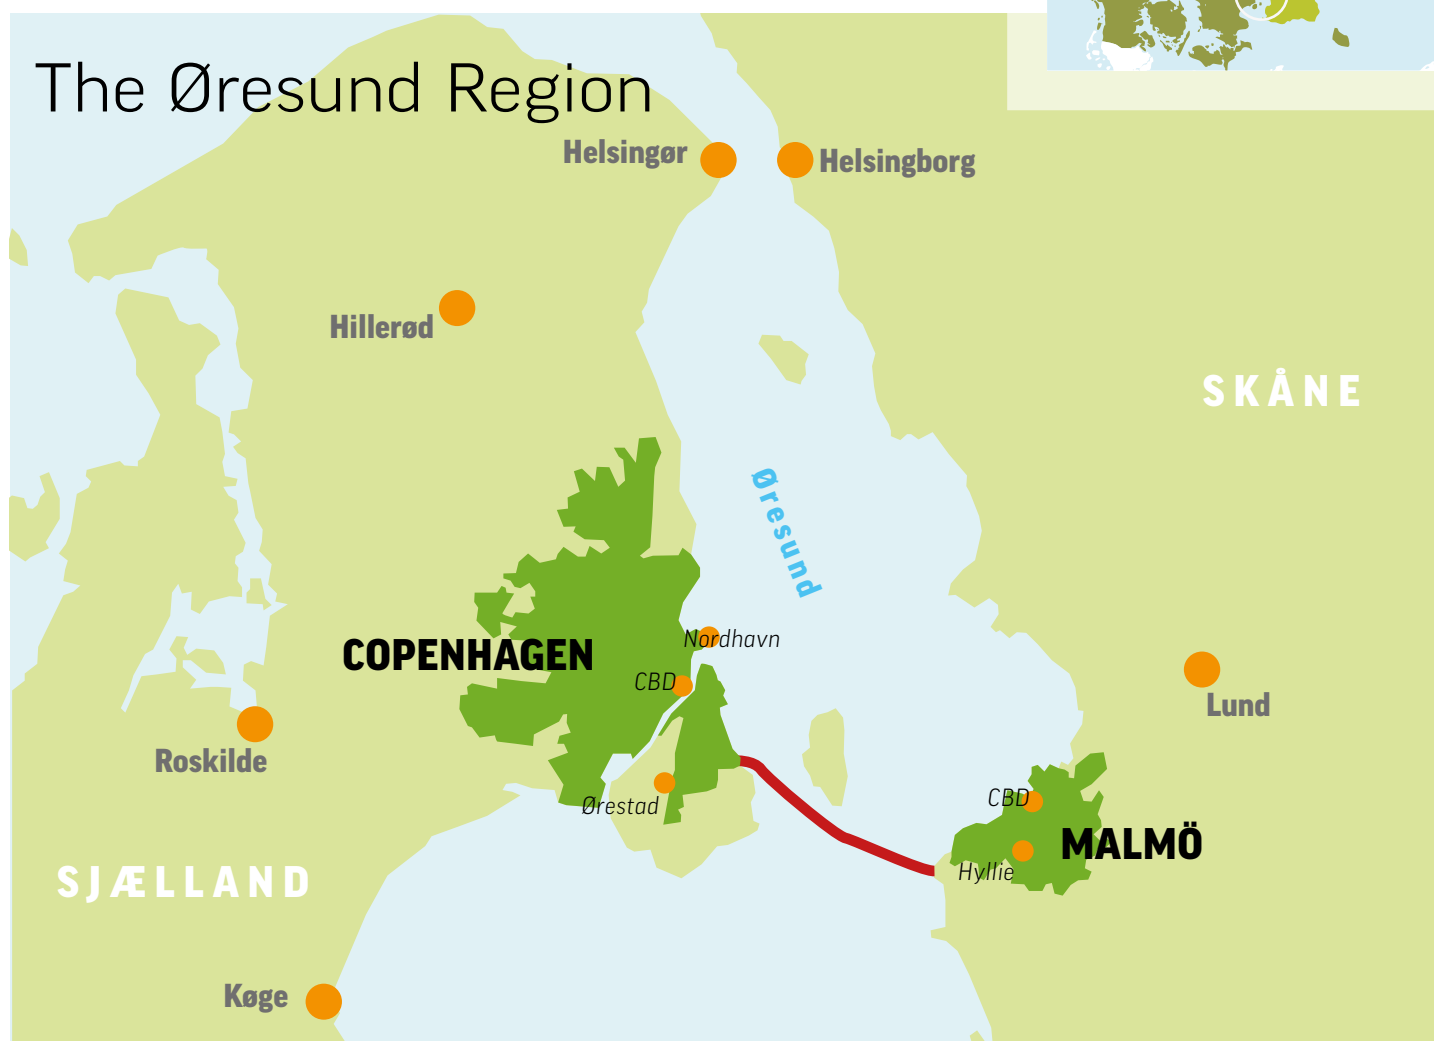 The Øresund Region
Helsingør
Helsingborg
Hillerød
SKÅNE
Øresund
Nordhavn
COPENHAGEN
CBD
Lund
Roskilde
Ørestad
CBD
MALMÖ
Hyllie
SJÆLLAND
Køge